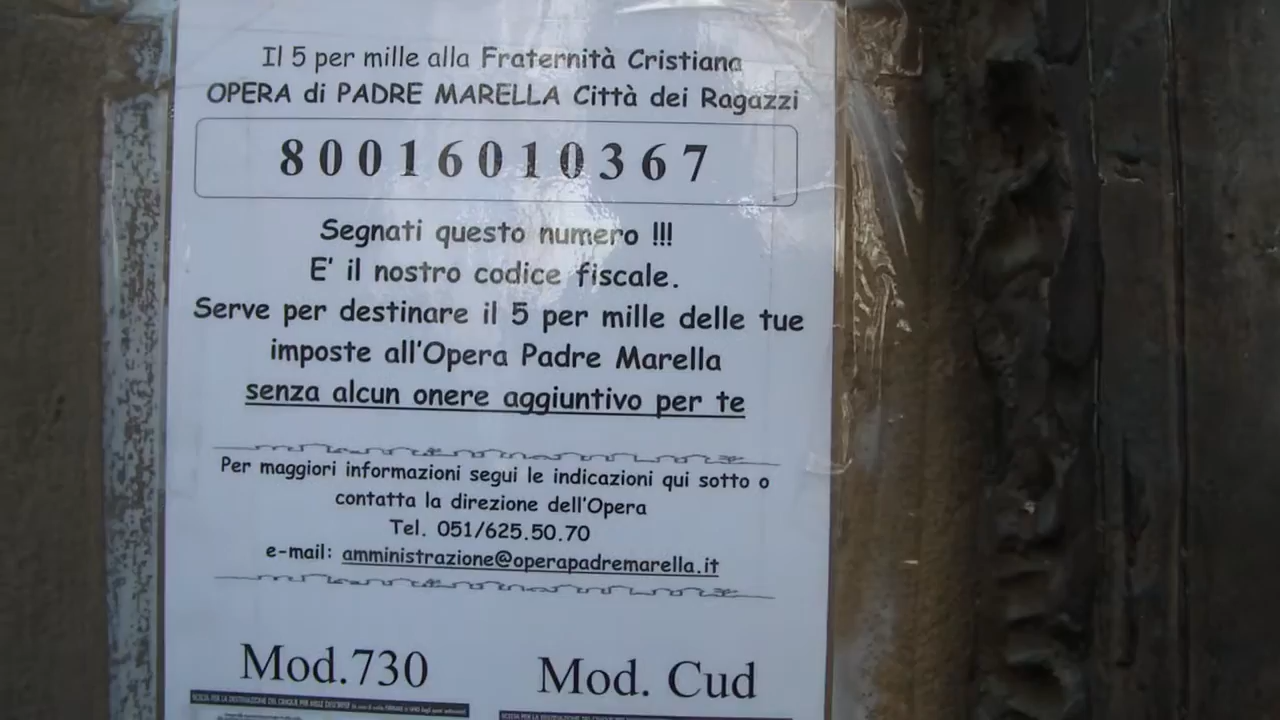 Il 5 per mille alla Fraternità Cristiana
OPERA di PADRE MARELLA Città dei Ragazzi
80016010367
Segnati questo numero !!!
E' il nostro codice fiscale.
Serve per destinare il 5 per mille delle tue
imposte all'Opera Padre Marella
senza alcun onere aggiuntivo per te
Per maggiori informazioni segui le indicazioni qui sotto o
contatta la direzione dell'Opera
Tel. 051/625.50.70
e-mail: amministrazione@operapadremarella.it
Mod.730
Mod. Cud